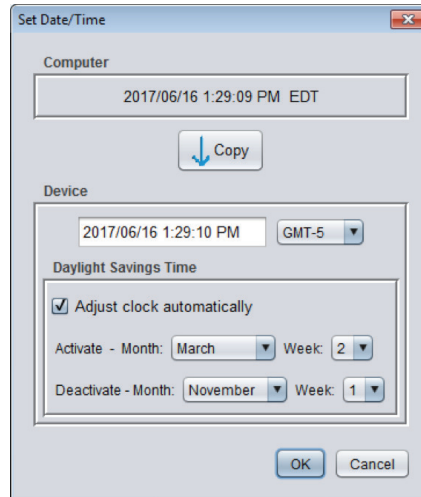 Set Date/Time
Computer
2017/06/16 1:29:09 PM EDT
Copy
Device
2017/06/16 1:29:10 PM GMT-5
Daylight Savings Time
Adjust clock automatically
Activate - Month: March Week: 2
Deactivate - Month: November Week: 1
OK Cancel